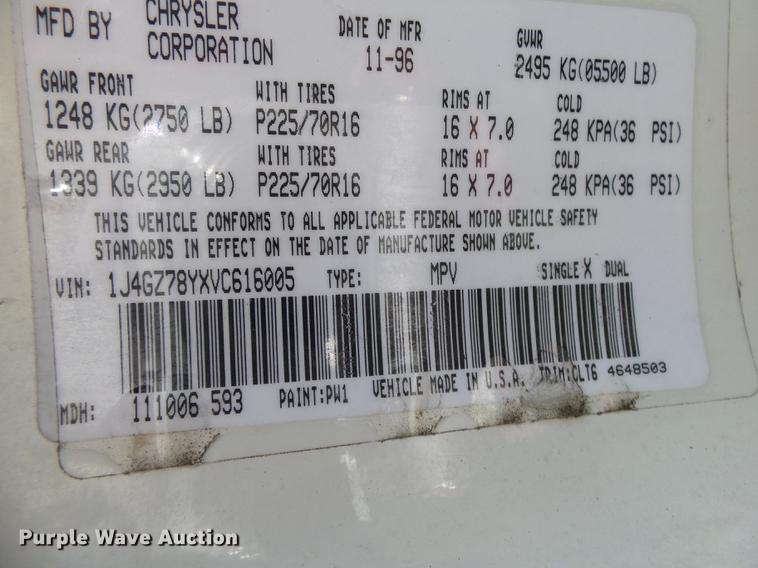 MFD BY CHRYSLER CORPORATION DATE OF MFR 11-96 GVWR 2495 KG(05500 LB)
GAWR FRONT WITH TIRES RIMS AT COLD
1248 KG(2750 LB) P225/70R16 16 X 7.0 248 KPA(36 PSI)
GAWR REAR WITH TIRES RIMS AT COLD
1339 KG(2950 LB) P225/70R16 16 X 7.0 248 KPA(36 PSI)
THIS VEHICLE CONFORMS TO ALL APPLICABLE FEDERAL MOTOR VEHICLE SAFETY
STANDARDS IN EFFECT ON THE DATE OF MANUFACTURE SHOWN ABOVE.
VIN: 1J4GZ78YXVC616005 TYPE: MPV SINGLE X DUAL
MDH: 111006 593 PAINT:PW1 VEHICLE MADE IN U.S.A. TRIM:CLT6 4648503
Purple Wave Auction